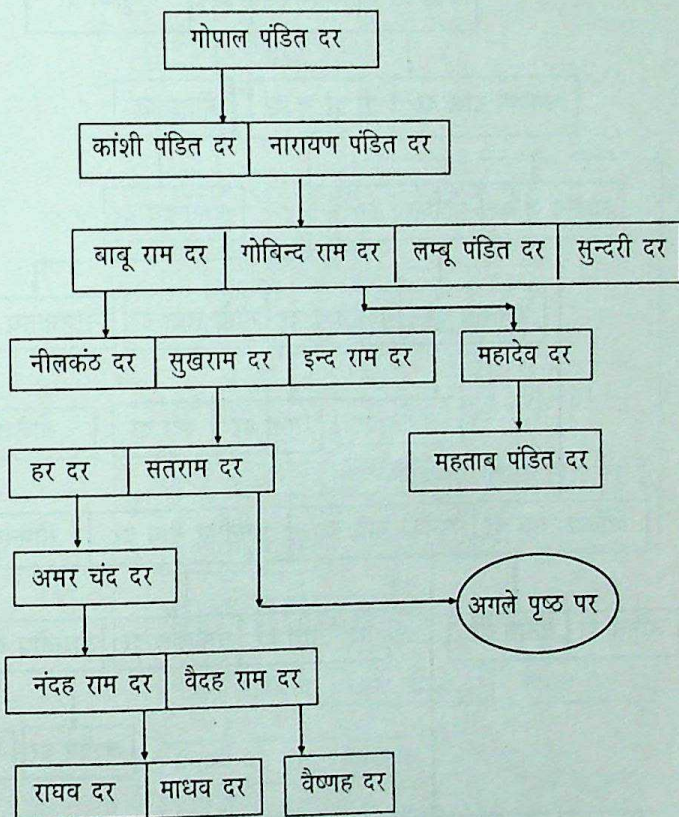 गोपाल पंडित दर
कांशी पंडित दर नारायण पंडित दर
बाबू राम दर गोबिन्द राम दर लम्बू पंडित दर सुन्दरी दर
नीलकंठ दर सुखराम दर इन्द राम दर महादेव दर
हर दर सतराम दर महताब पंडित दर
अमर चंद दर
अगले पृष्ठ पर
नंदह राम दर वैदह राम दर
राघव दर माधव दर वैष्णह दर